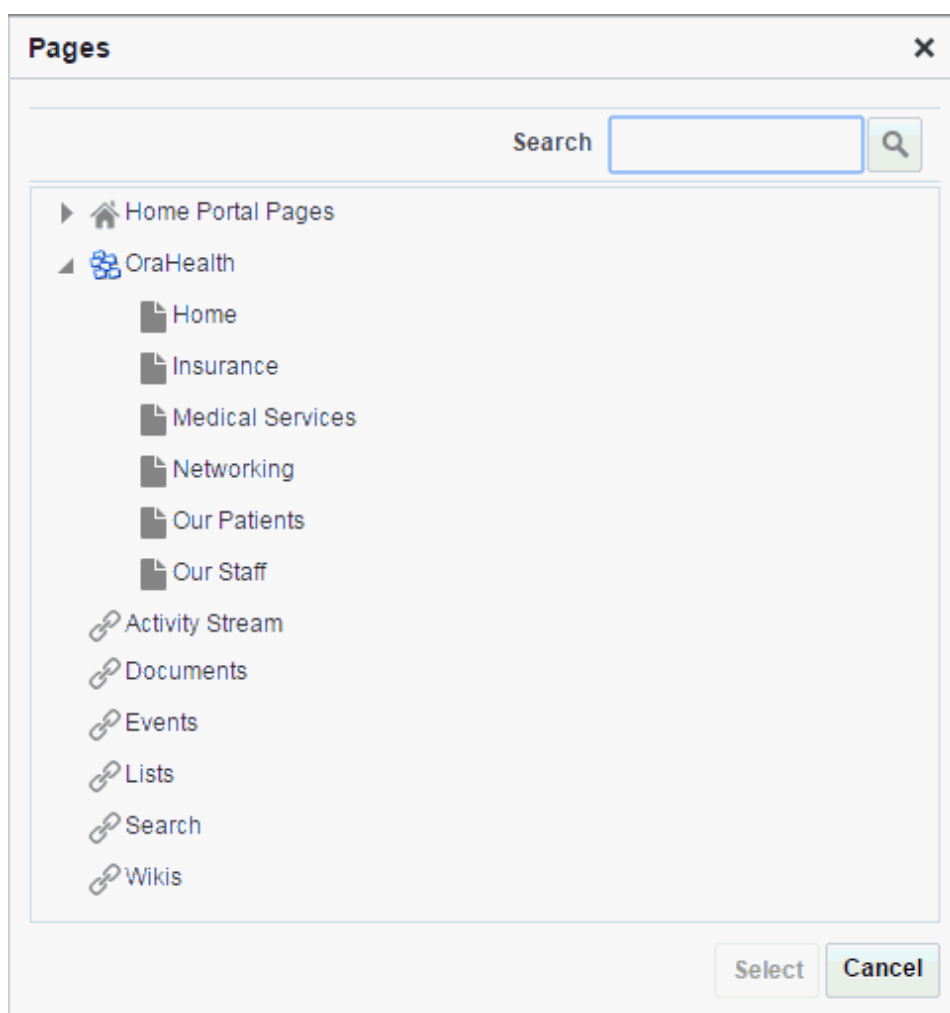 Pages
Search
Home Portal Pages
OraHealth
Home
Insurance
Medical Services
Networking
Our Patients
Our Staff
Activity Stream
Documents
Events
Lists
Search
Wikis
Select Cancel